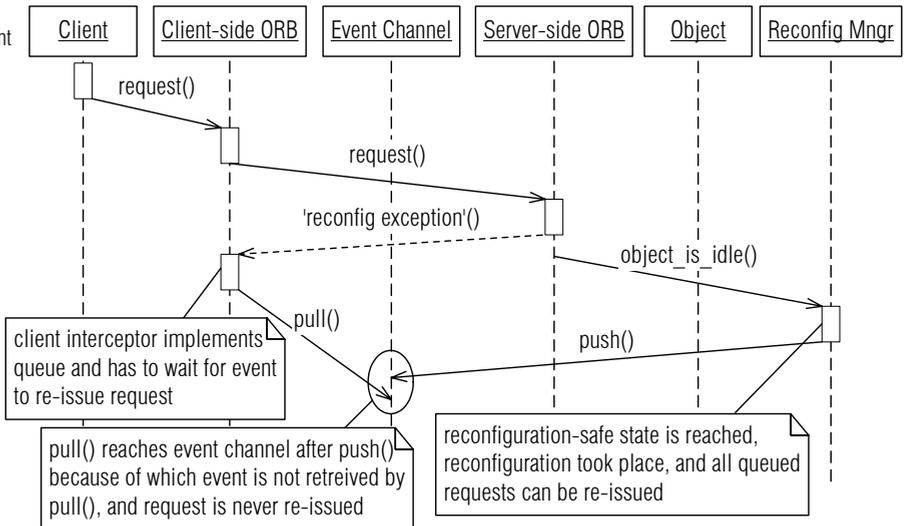 nt
Client
Client-side ORB
Event Channel
Server-side ORB
Object
Reconfig Mngr
request()
request()
'reconfig exception'()
object_is_idle()
pull()
push()
client interceptor implements
queue and has to wait for event
to re-issue request
pull() reaches event channel after push()
because of which event is not retreived by
pull(), and request is never re-issued
reconfiguration-safe state is reached,
reconfiguration took place, and all queued
requests can be re-issued